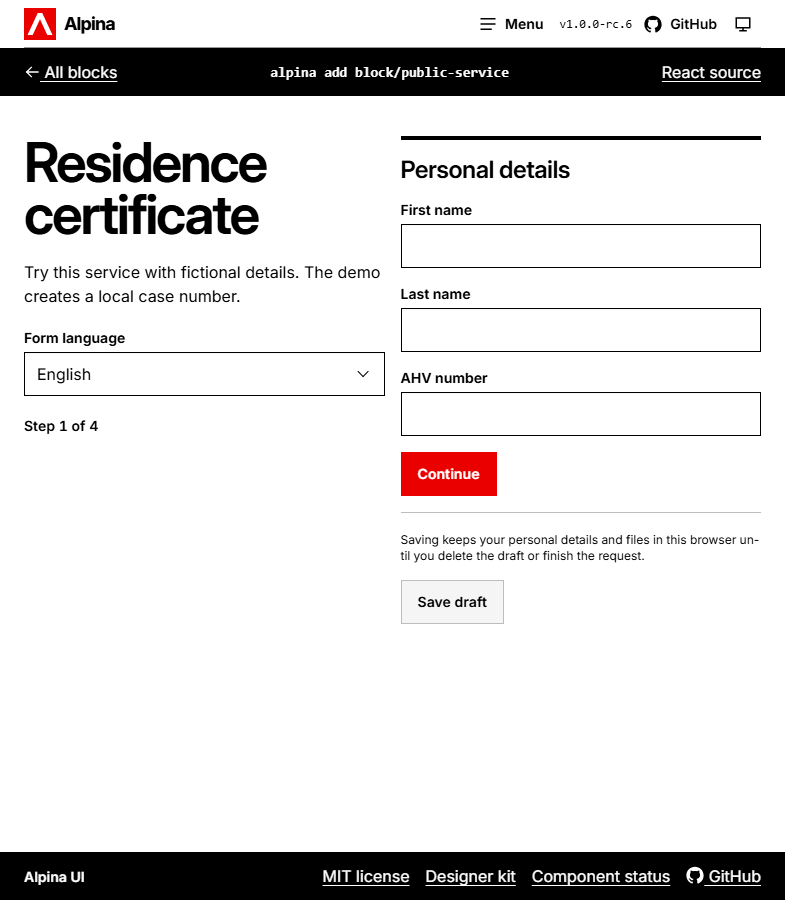 Alpina
Menu
v1.0.0-rc.6
GitHub
← All blocks
alpina add block/public-service
React source
Residence
certificate
Try this service with fictional details. The demo
creates a local case number.
Form language
English
Step 1 of 4
Personal details
First name
Last name
AHV number
Continue
Saving keeps your personal details and files in this browser un-
til you delete the draft or finish the request.
Save draft
Alpina UI
MIT license
Designer kit
Component status
GitHub